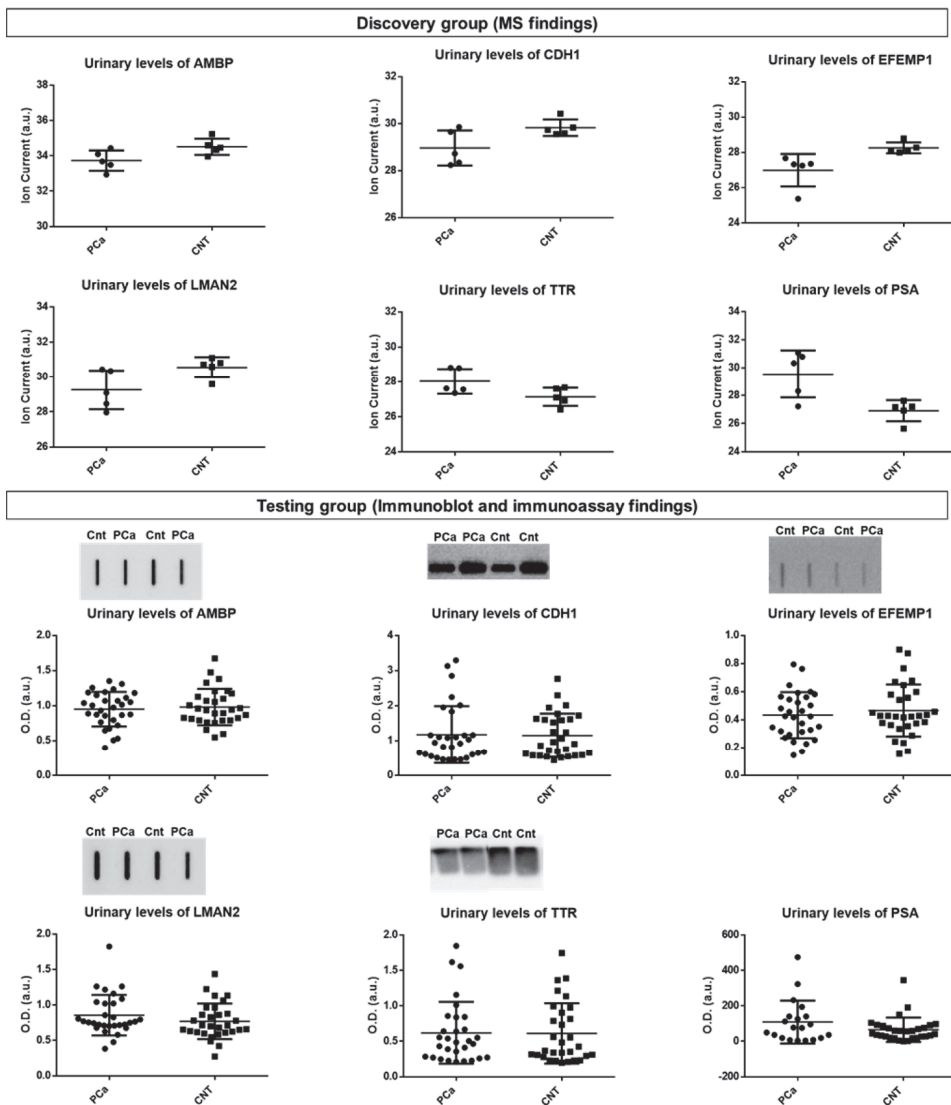 Discovery group (MS findings)
Urinary levels of AMBP
Ion Current (a.u.)
38
36
34
32
30
PCa
CNT
Urinary levels of CDH1
Ion Current (a.u.)
32
30
28
26
PCa
CNT
Urinary levels of EFEMP1
Ion Current (a.u.)
32
30
28
26
24
PCa
CNT
Urinary levels of LMAN2
Ion Current (a.u.)
34
32
30
28
26
PCa
CNT
Urinary levels of TTR
Ion Current (a.u.)
32
30
28
26
24
PCa
CNT
Urinary levels of PSA
Ion Current (a.u.)
34
32
30
28
26
24
PCa
CNT
Testing group (Immunoblot and immunoassay findings)
Cnt PCa Cnt PCa
Urinary levels of AMBP
O.D. (a.u.)
2.0
1.5
1.0
0.5
0.0
PCa
CNT
PCa PCa Cnt Cnt
Urinary levels of CDH1
O.D. (a.u.)
4
3
2
1
0
PCa
CNT
Cnt PCa Cnt PCa
Urinary levels of EFEMP1
O.D. (a.u.)
1.0
0.8
0.6
0.4
0.2
0.0
PCa
CNT
Cnt PCa Cnt PCa
Urinary levels of LMAN2
O.D. (a.u.)
2.0
1.5
1.0
0.5
0.0
PCa
CNT
PCa PCa Cnt Cnt
Urinary levels of TTR
O.D. (a.u.)
2.0
1.5
1.0
0.5
0.0
PCa
CNT
Urinary levels of PSA
O.D. (a.u.)
600
400
200
0
-200
PCa
CNT